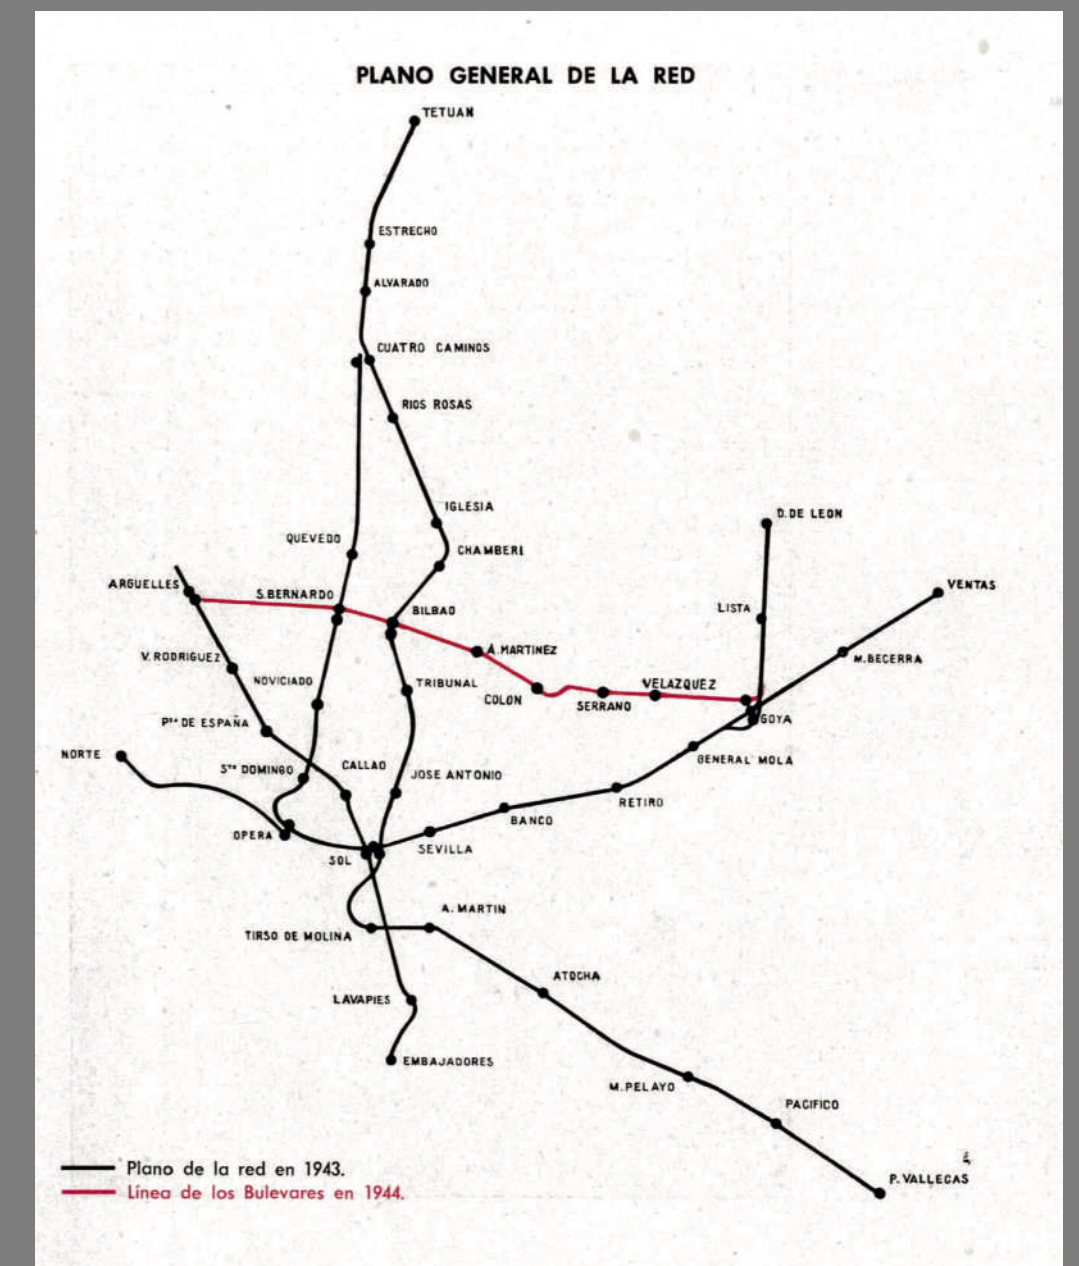 PLANO GENERAL DE LA RED
TETUAN
ESTRECHO
ALVARADO
CUATRO CAMINOS
RIOS ROSAS
IGLESIA
D. DE LEON
QUEVEDO
CHAMBERI
ARGUELLES
S. BERNARDO
BILBAO
LISTA
VENTAS
V. RODRIGUEZ
A. MARTINEZ
M. BECERRA
NOVICIADO
TRIBUNAL
COLON
SERRANO
VELAZQUEZ
GOYA
Pza DE ESPAÑA
NORTE
Sto DOMINGO
CALLAO
JOSE ANTONIO
GENERAL MOLA
RETIRO
BANCO
OPERA
SOL
SEVILLA
A. MARTIN
TIRSO DE MOLINA
ATOCHA
LAVAPIES
EMBAJADORES
M. PELAYO
PACIFICO
P. VALLECAS
Plano de la red en 1943.
Línea de los Bulevares en 1944.